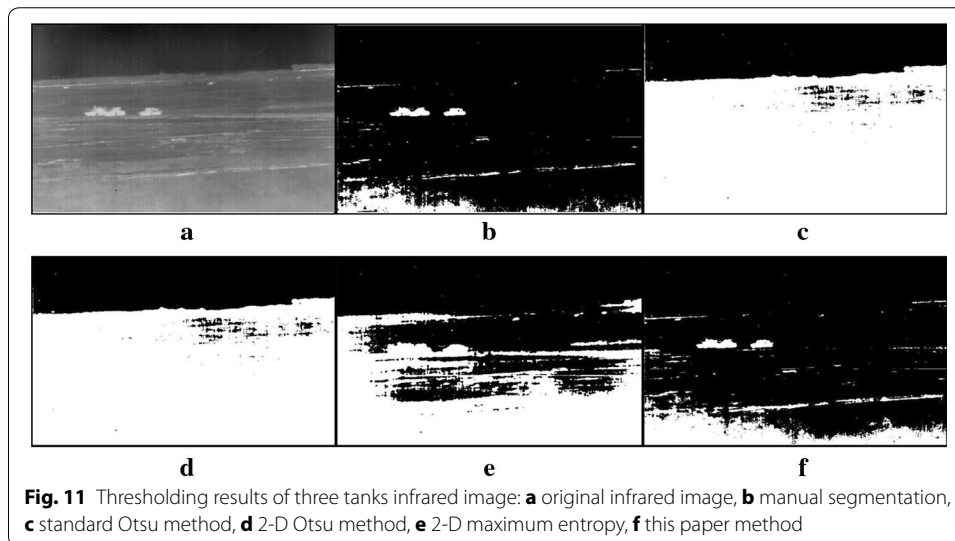 a
b
c
d
e
f
Fig. 11 Thresholding results of three tanks infrared image: a original infrared image, b manual segmentation,
c standard Otsu method, d 2-D Otsu method, e 2-D maximum entropy, f this paper method